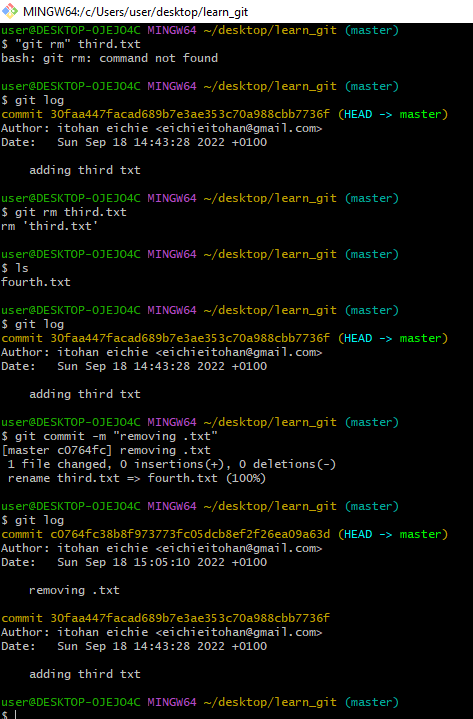 MINGW64:/c/Users/user/desktop/learn_git
user@DESKTOP-OJEJO4C MINGW64 ~/desktop/learn_git (master)
$ "git rm" third.txt
bash: git rm: command not found
user@DESKTOP-OJEJO4C MINGW64 ~/desktop/learn_git (master)
$ git log
commit 30faa447facad689b7e3ae353c70a988cbb7736f (HEAD -> master)
Author: itohan eichie <eichieitohan@gmail.com>
Date:   Sun Sep 18 14:43:28 2022 +0100
    adding third txt
user@DESKTOP-OJEJO4C MINGW64 ~/desktop/learn_git (master)
$ git rm third.txt
rm 'third.txt'
user@DESKTOP-OJEJO4C MINGW64 ~/desktop/learn_git (master)
$ ls
fourth.txt
user@DESKTOP-OJEJO4C MINGW64 ~/desktop/learn_git (master)
$ git log
commit 30faa447facad689b7e3ae353c70a988cbb7736f (HEAD -> master)
Author: itohan eichie <eichieitohan@gmail.com>
Date:   Sun Sep 18 14:43:28 2022 +0100
    adding third txt
user@DESKTOP-OJEJO4C MINGW64 ~/desktop/learn_git (master)
$ git commit -m "removing .txt"
[master c0764fc] removing .txt
 1 file changed, 0 insertions(+), 0 deletions(-)
 rename third.txt => fourth.txt (100%)
user@DESKTOP-OJEJO4C MINGW64 ~/desktop/learn_git (master)
$ git log
commit c0764fc38b8f973773fc05dcb8ef2f26ea09a63d (HEAD -> master)
Author: itohan eichie <eichieitohan@gmail.com>
Date:   Sun Sep 18 15:05:10 2022 +0100
    removing .txt
commit 30faa447facad689b7e3ae353c70a988cbb7736f
Author: itohan eichie <eichieitohan@gmail.com>
Date:   Sun Sep 18 14:43:28 2022 +0100
    adding third txt
user@DESKTOP-OJEJO4C MINGW64 ~/desktop/learn_git (master)
$